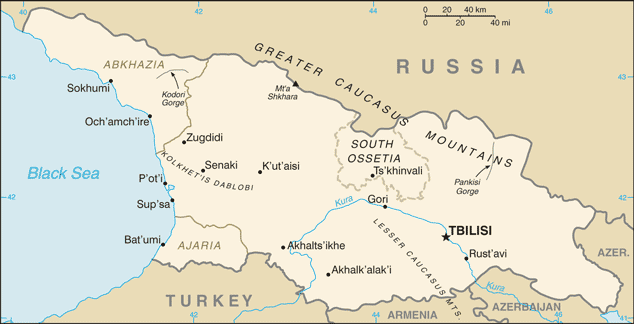 42
44
0 20 40 km
0 20 40 mi
RUSSIA
GREATER CAUCASUS
MOUNTAINS
ABKHAZIA
Kodori
Gorge
Mt'a
Shkhara
43
43
Sokhumi
Och'amch'ire
Zugdidi
KOLKHETIS DABLOBI
Senaki
K'ut'aisi
SOUTH
OSSETIA
Ts'khinvali
Pankisi
Gorge
Black Sea
P'ot'i
Sup'sa
42
42
Kura
Gori
TBILISI
Bat'umi
AJARIA
Akhalts'ikhe
LESSER CAUCASUS MTS.
Rust'avi
AZER.
Akhalk'alak'i
Kura
TURKEY
ARMENIA
AZERBAIJAN
42
44
46
41